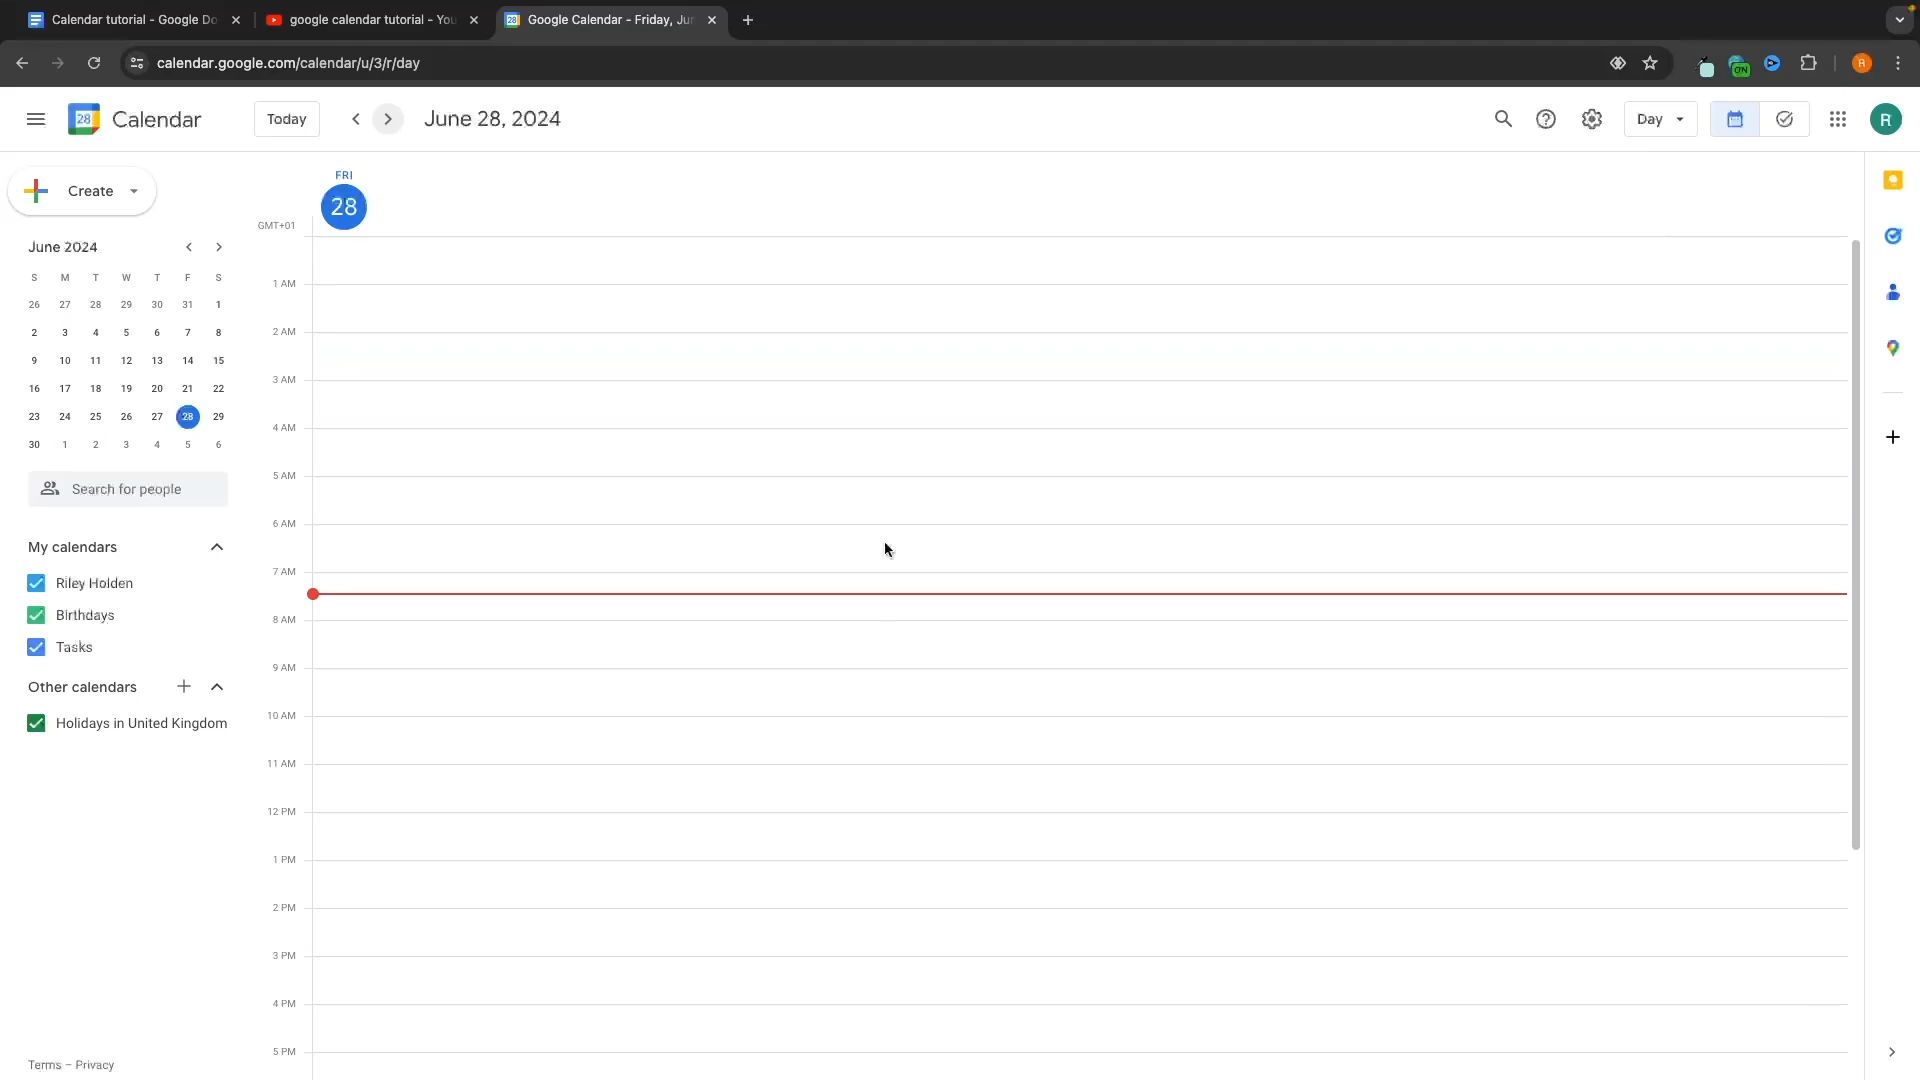 Calendar tutorial - Google Do
google calendar tutorial - You
Google Calendar - Friday, Jun
calendar.google.com/calendar/u/3/r/day
ON
R
28
Calendar
Today
June 28, 2024
Day
R
Create
June 2024
S M T W T F S
26 27 28 29 30 31 1
2 3 4 5 6 7 8
9 10 11 12 13 14 15
16 17 18 19 20 21 22
23 24 25 26 27 28 29
30 1 2 3 4 5 6
Search for people
My calendars
Riley Holden
Birthdays
Tasks
Other calendars
Holidays in United Kingdom
Terms – Privacy
FRI
28
GMT+01
1 AM
2 AM
3 AM
4 AM
5 AM
6 AM
7 AM
8 AM
9 AM
10 AM
11 AM
12 PM
1 PM
2 PM
3 PM
4 PM
5 PM